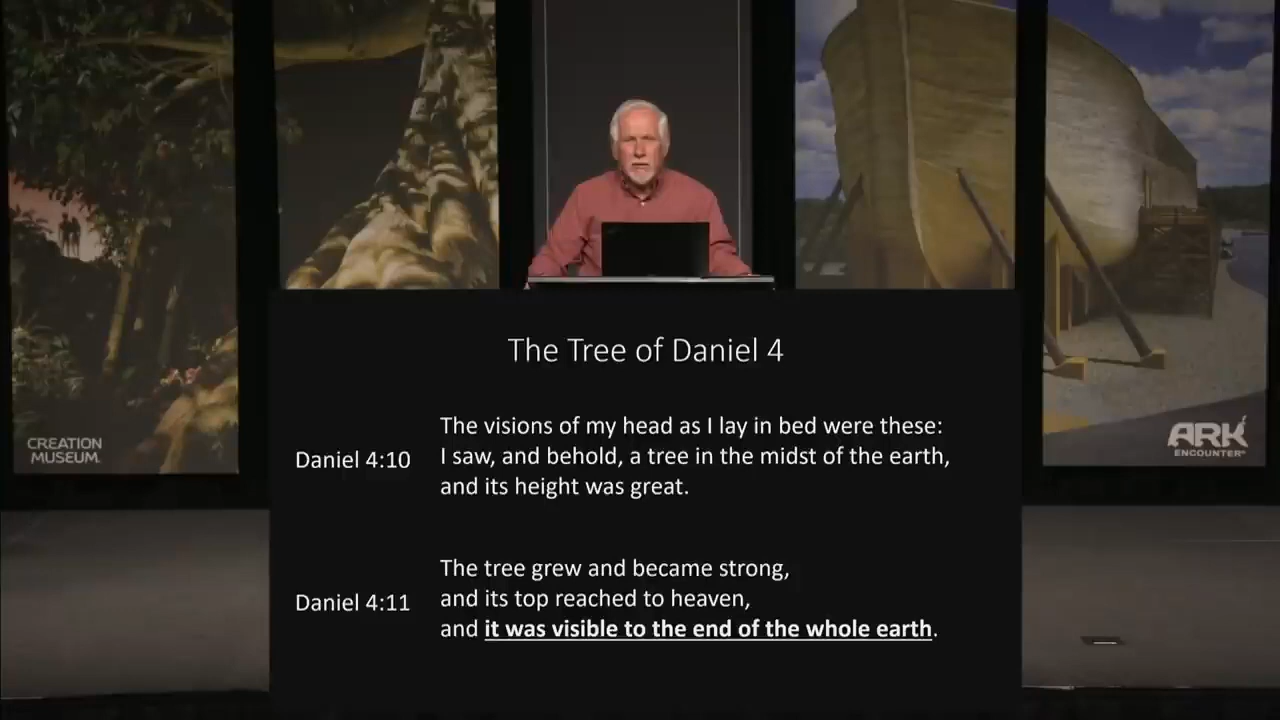 The Tree of Daniel 4
Daniel 4:10
The visions of my head as I lay in bed were these:
I saw, and behold, a tree in the midst of the earth,
and its height was great.
Daniel 4:11
The tree grew and became strong,
and its top reached to heaven,
and it was visible to the end of the whole earth.
CREATION
MUSEUM
ARK
ENCOUNTER